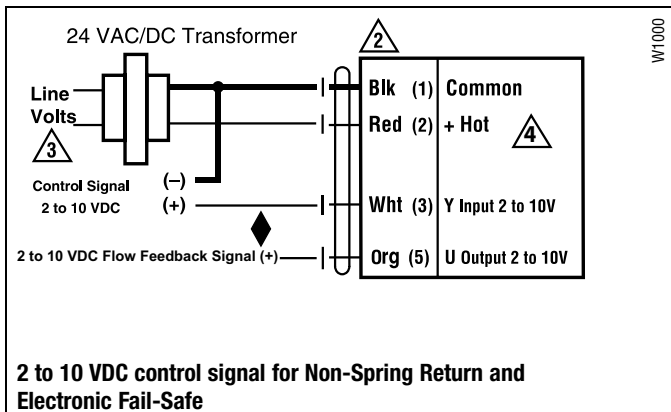 24 VAC/DC Transformer
W1000
2
Blk (1) Common
Line
Volts
Red (2) + Hot
4
3
Control Signal (–)
2 to 10 VDC (+)
Wht (3) Y Input 2 to 10V
2 to 10 VDC Flow Feedback Signal (+)
Org (5) U Output 2 to 10V
2 to 10 VDC control signal for Non-Spring Return and
Electronic Fail-Safe